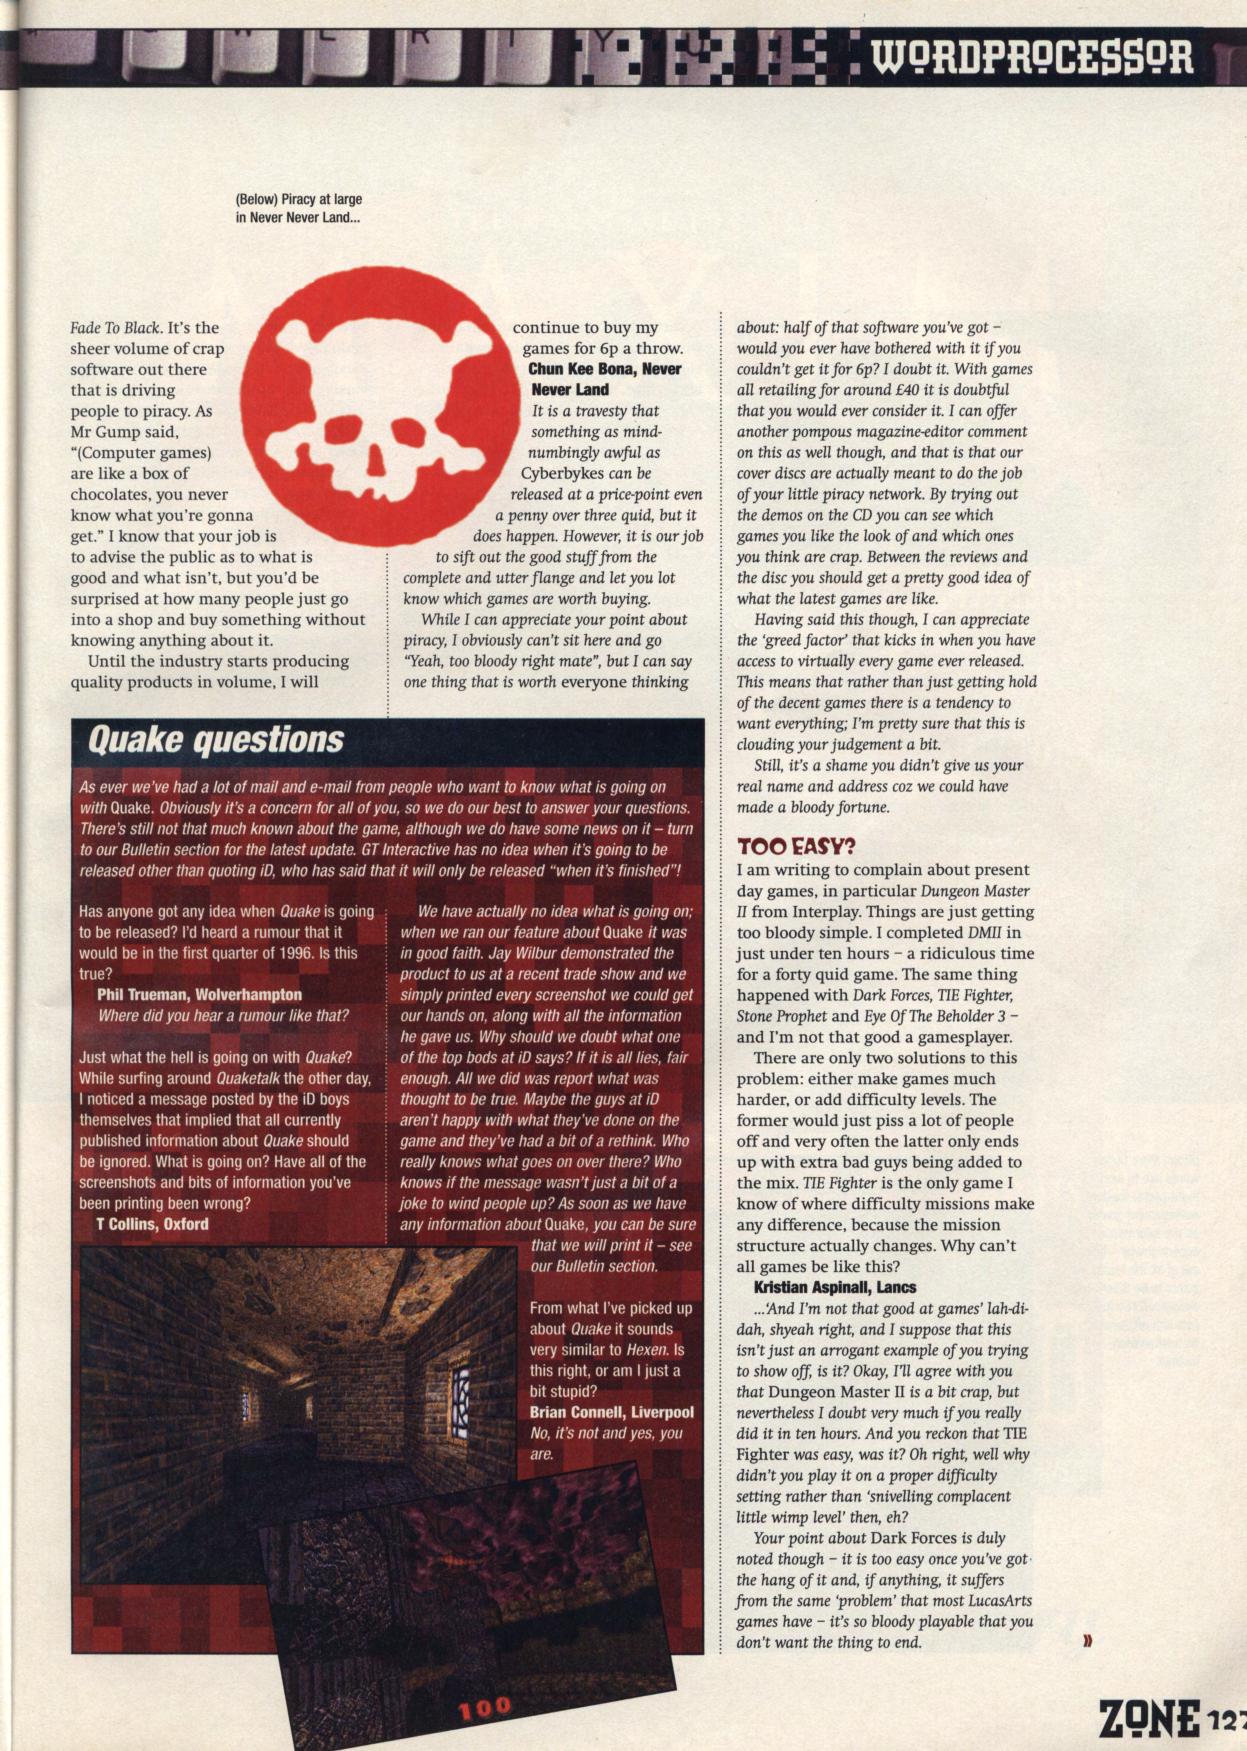 Q W E R T Y U
WORDPROCESSOR
(Below) Piracy at large
in Never Never Land...
Fade To Black. It's the
sheer volume of crap
software out there
that is driving
people to piracy. As
Mr Gump said,
“(Computer games)
are like a box of
chocolates, you never
know what you're gonna
get.” I know that your job is
to advise the public as to what is
good and what isn't, but you'd be
surprised at how many people just go
into a shop and buy something without
knowing anything about it.
Until the industry starts producing
quality products in volume, I will
continue to buy my
games for 6p a throw.
Chun Kee Bona, Never
Never Land
It is a travesty that
something as mind-
numbingly awful as
Cyberbykes can be
released at a price-point even
a penny over three quid, but it
does happen. However, it is our job
to sift out the good stuff from the
complete and utter flange and let you lot
know which games are worth buying.
While I can appreciate your point about
piracy, I obviously can't sit here and go
“Yeah, too bloody right mate”, but I can say
one thing that is worth everyone thinking
about: half of that software you've got –
would you ever have bothered with it if you
couldn't get it for 6p? I doubt it. With games
all retailing for around £40 it is doubtful
that you would ever consider it. I can offer
another pompous magazine-editor comment
on this as well though, and that is that our
cover discs are actually meant to do the job
of your little piracy network. By trying out
the demos on the CD you can see which
games you like the look of and which ones
you think are crap. Between the reviews and
the disc you should get a pretty good idea of
what the latest games are like.
Having said this though, I can appreciate
the ‘greed factor’ that kicks in when you have
access to virtually every game ever released.
This means that rather than just getting hold
of the decent games there is a tendency to
want everything; I'm pretty sure that this is
clouding your judgement a bit.
Still, it's a shame you didn't give us your
real name and address coz we could have
made a bloody fortune.
TOO EASY?
I am writing to complain about present
day games, in particular Dungeon Master
II from Interplay. Things are just getting
too bloody simple. I completed DMII in
just under ten hours – a ridiculous time
for a forty quid game. The same thing
happened with Dark Forces, TIE Fighter,
Stone Prophet and Eye Of The Beholder 3 –
and I'm not that good a gamesplayer.
There are only two solutions to this
problem: either make games much
harder, or add difficulty levels. The
former would just piss a lot of people
off and very often the latter only ends
up with extra bad guys being added to
the mix. TIE Fighter is the only game I
know of where difficulty missions make
any difference, because the mission
structure actually changes. Why can't
all games be like this?
Kristian Aspinall, Lancs
...‘And I'm not that good at games’ lah-di-
dah, shyeah right, and I suppose that this
isn't just an arrogant example of you trying
to show off, is it? Okay, I'll agree with you
that Dungeon Master II is a bit crap, but
nevertheless I doubt very much if you really
did it in ten hours. And you reckon that TIE
Fighter was easy, was it? Oh right, well why
didn't you play it on a proper difficulty
setting rather than ‘snivelling complacent
little wimp level’ then, eh?
Your point about Dark Forces is duly
noted though – it is too easy once you've got
the hang of it and, if anything, it suffers
from the same ‘problem’ that most LucasArts
games have – it's so bloody playable that you
don't want the thing to end.
»
Quake questions
As ever we've had a lot of mail and e-mail from people who want to know what is going on
with Quake. Obviously it's a concern for all of you, so we do our best to answer your questions.
There's still not that much known about the game, although we do have some news on it – turn
to our Bulletin section for the latest update. GT Interactive has no idea when it's going to be
released other than quoting iD, who has said that it will only be released “when it's finished”!
Has anyone got any idea when Quake is going
to be released? I'd heard a rumour that it
would be in the first quarter of 1996. Is this
true?
Phil Trueman, Wolverhampton
Where did you hear a rumour like that?
Just what the hell is going on with Quake?
While surfing around Quaketalk the other day,
I noticed a message posted by the iD boys
themselves that implied that all currently
published information about Quake should
be ignored. What is going on? Have all of the
screenshots and bits of information you've
been printing been wrong?
T Collins, Oxford
We have actually no idea what is going on;
when we ran our feature about Quake it was
in good faith. Jay Wilbur demonstrated the
product to us at a recent trade show and we
simply printed every screenshot we could get
our hands on, along with all the information
he gave us. Why should we doubt what one
of the top bods at iD says? If it is all lies, fair
enough. All we did was report what was
thought to be true. Maybe the guys at iD
aren't happy with what they've done on the
game and they've had a bit of a rethink. Who
really knows what goes on over there? Who
knows if the message wasn't just a bit of a
joke to wind people up? As soon as we have
any information about Quake, you can be sure
that we will print it – see
our Bulletin section.
From what I've picked up
about Quake it sounds
very similar to Hexen. Is
this right, or am I just a
bit stupid?
Brian Connell, Liverpool
No, it's not and yes, you
are.
100
ZONE 127